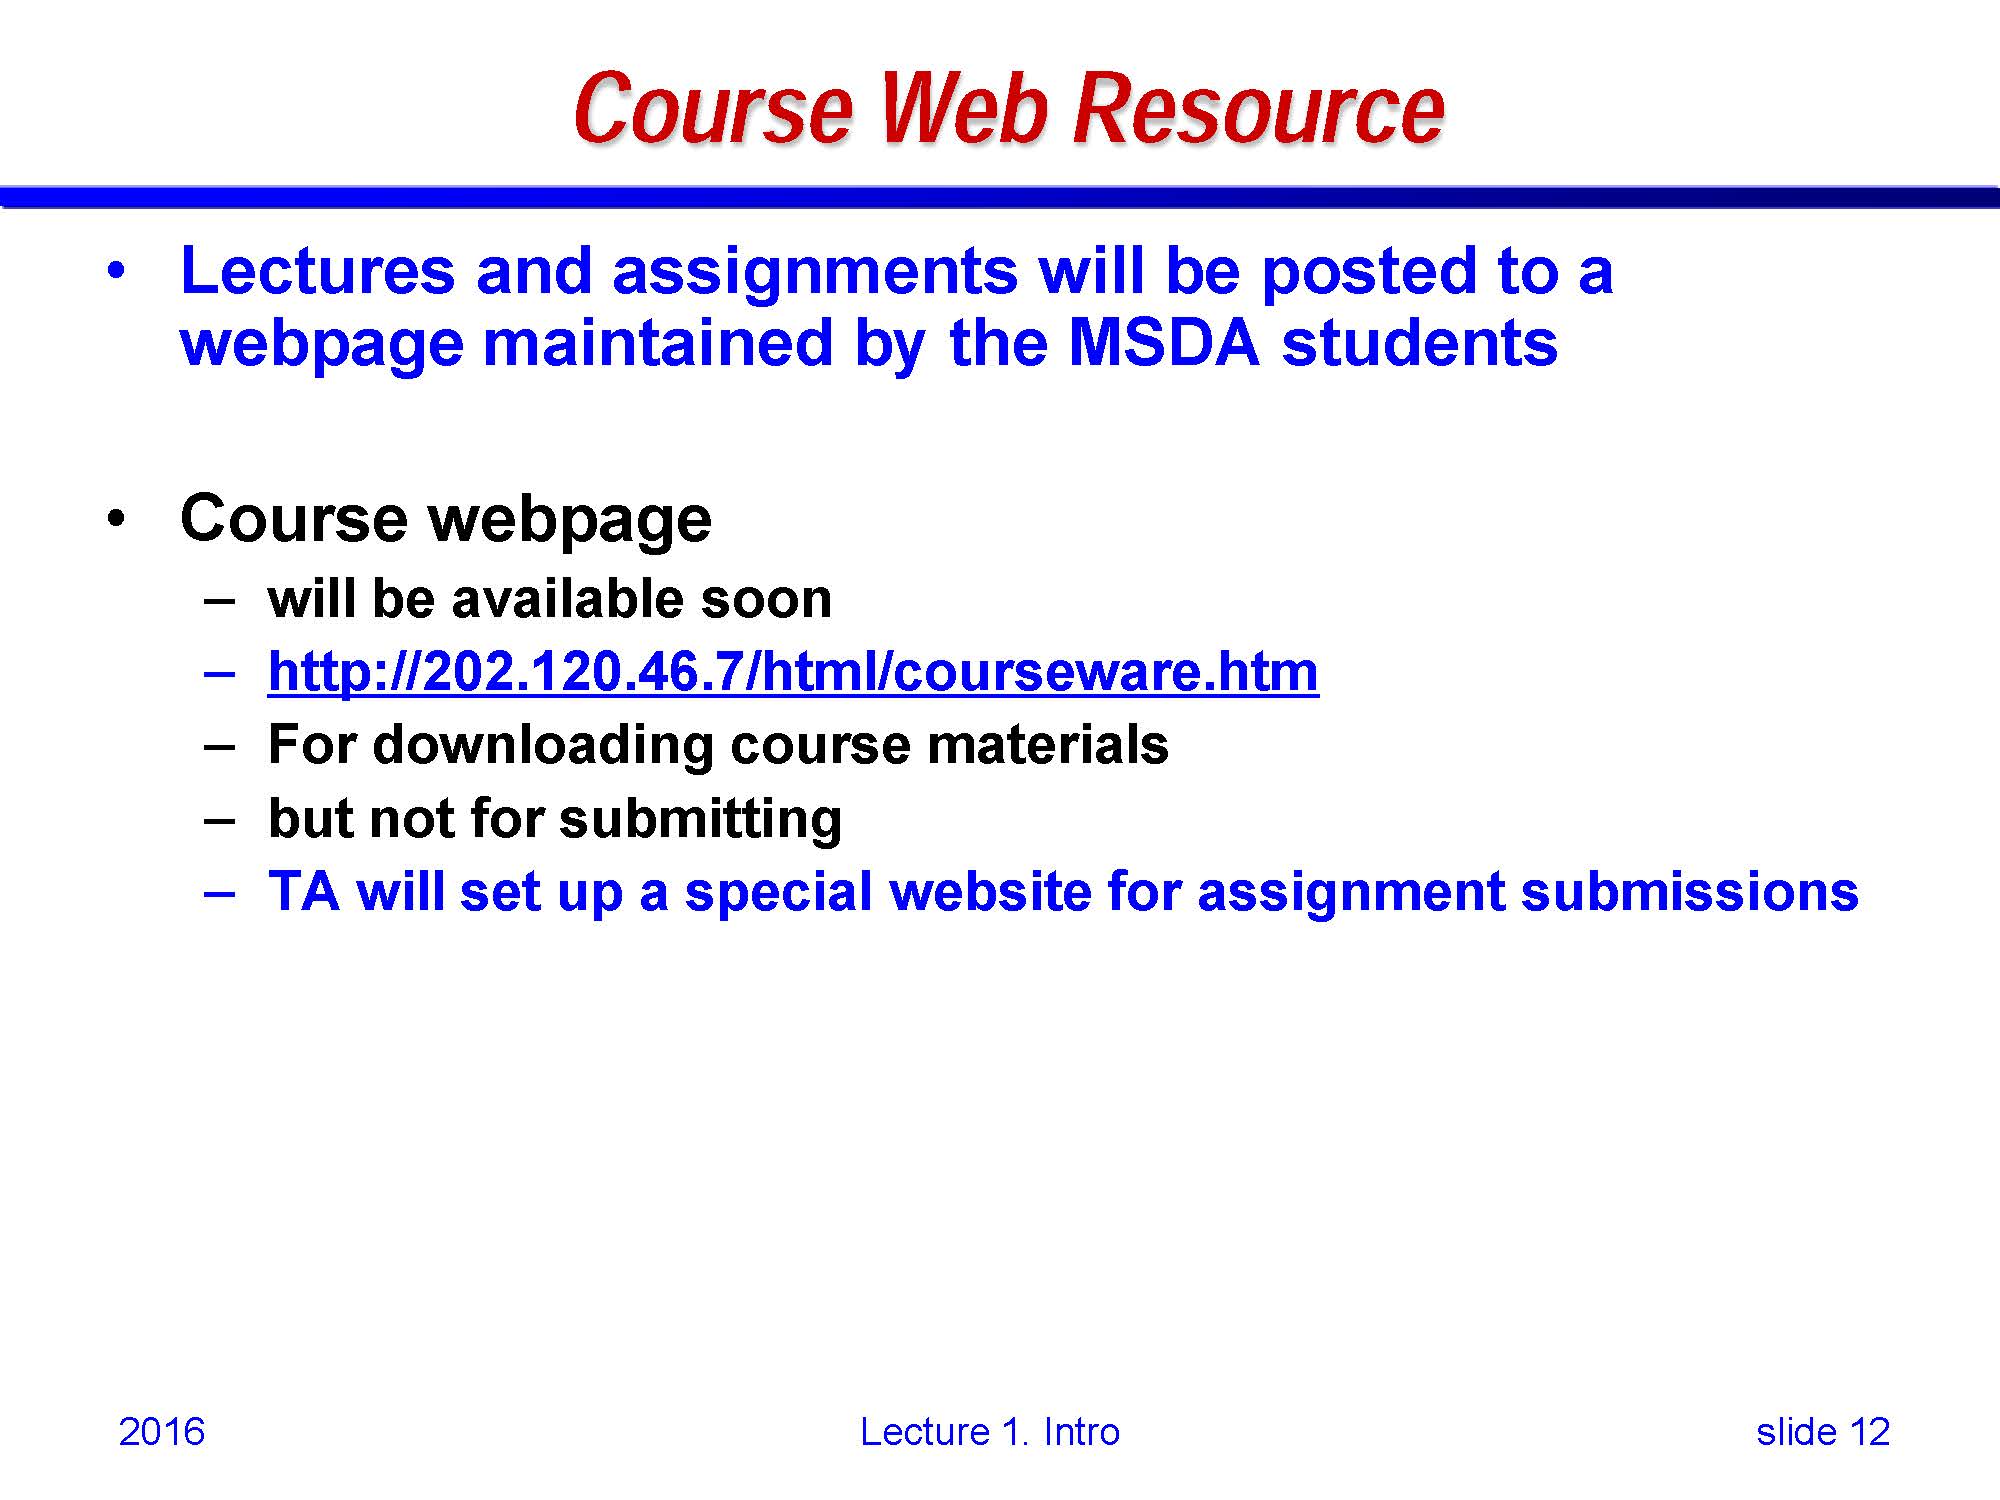 Course Web Resource
• Lectures and assignments will be posted to a
webpage maintained by the MSDA students
• Course webpage
– will be available soon
– http://202.120.46.7/html/courseware.htm
– For downloading course materials
– but not for submitting
– TA will set up a special website for assignment submissions
2016 Lecture 1. Intro slide 12